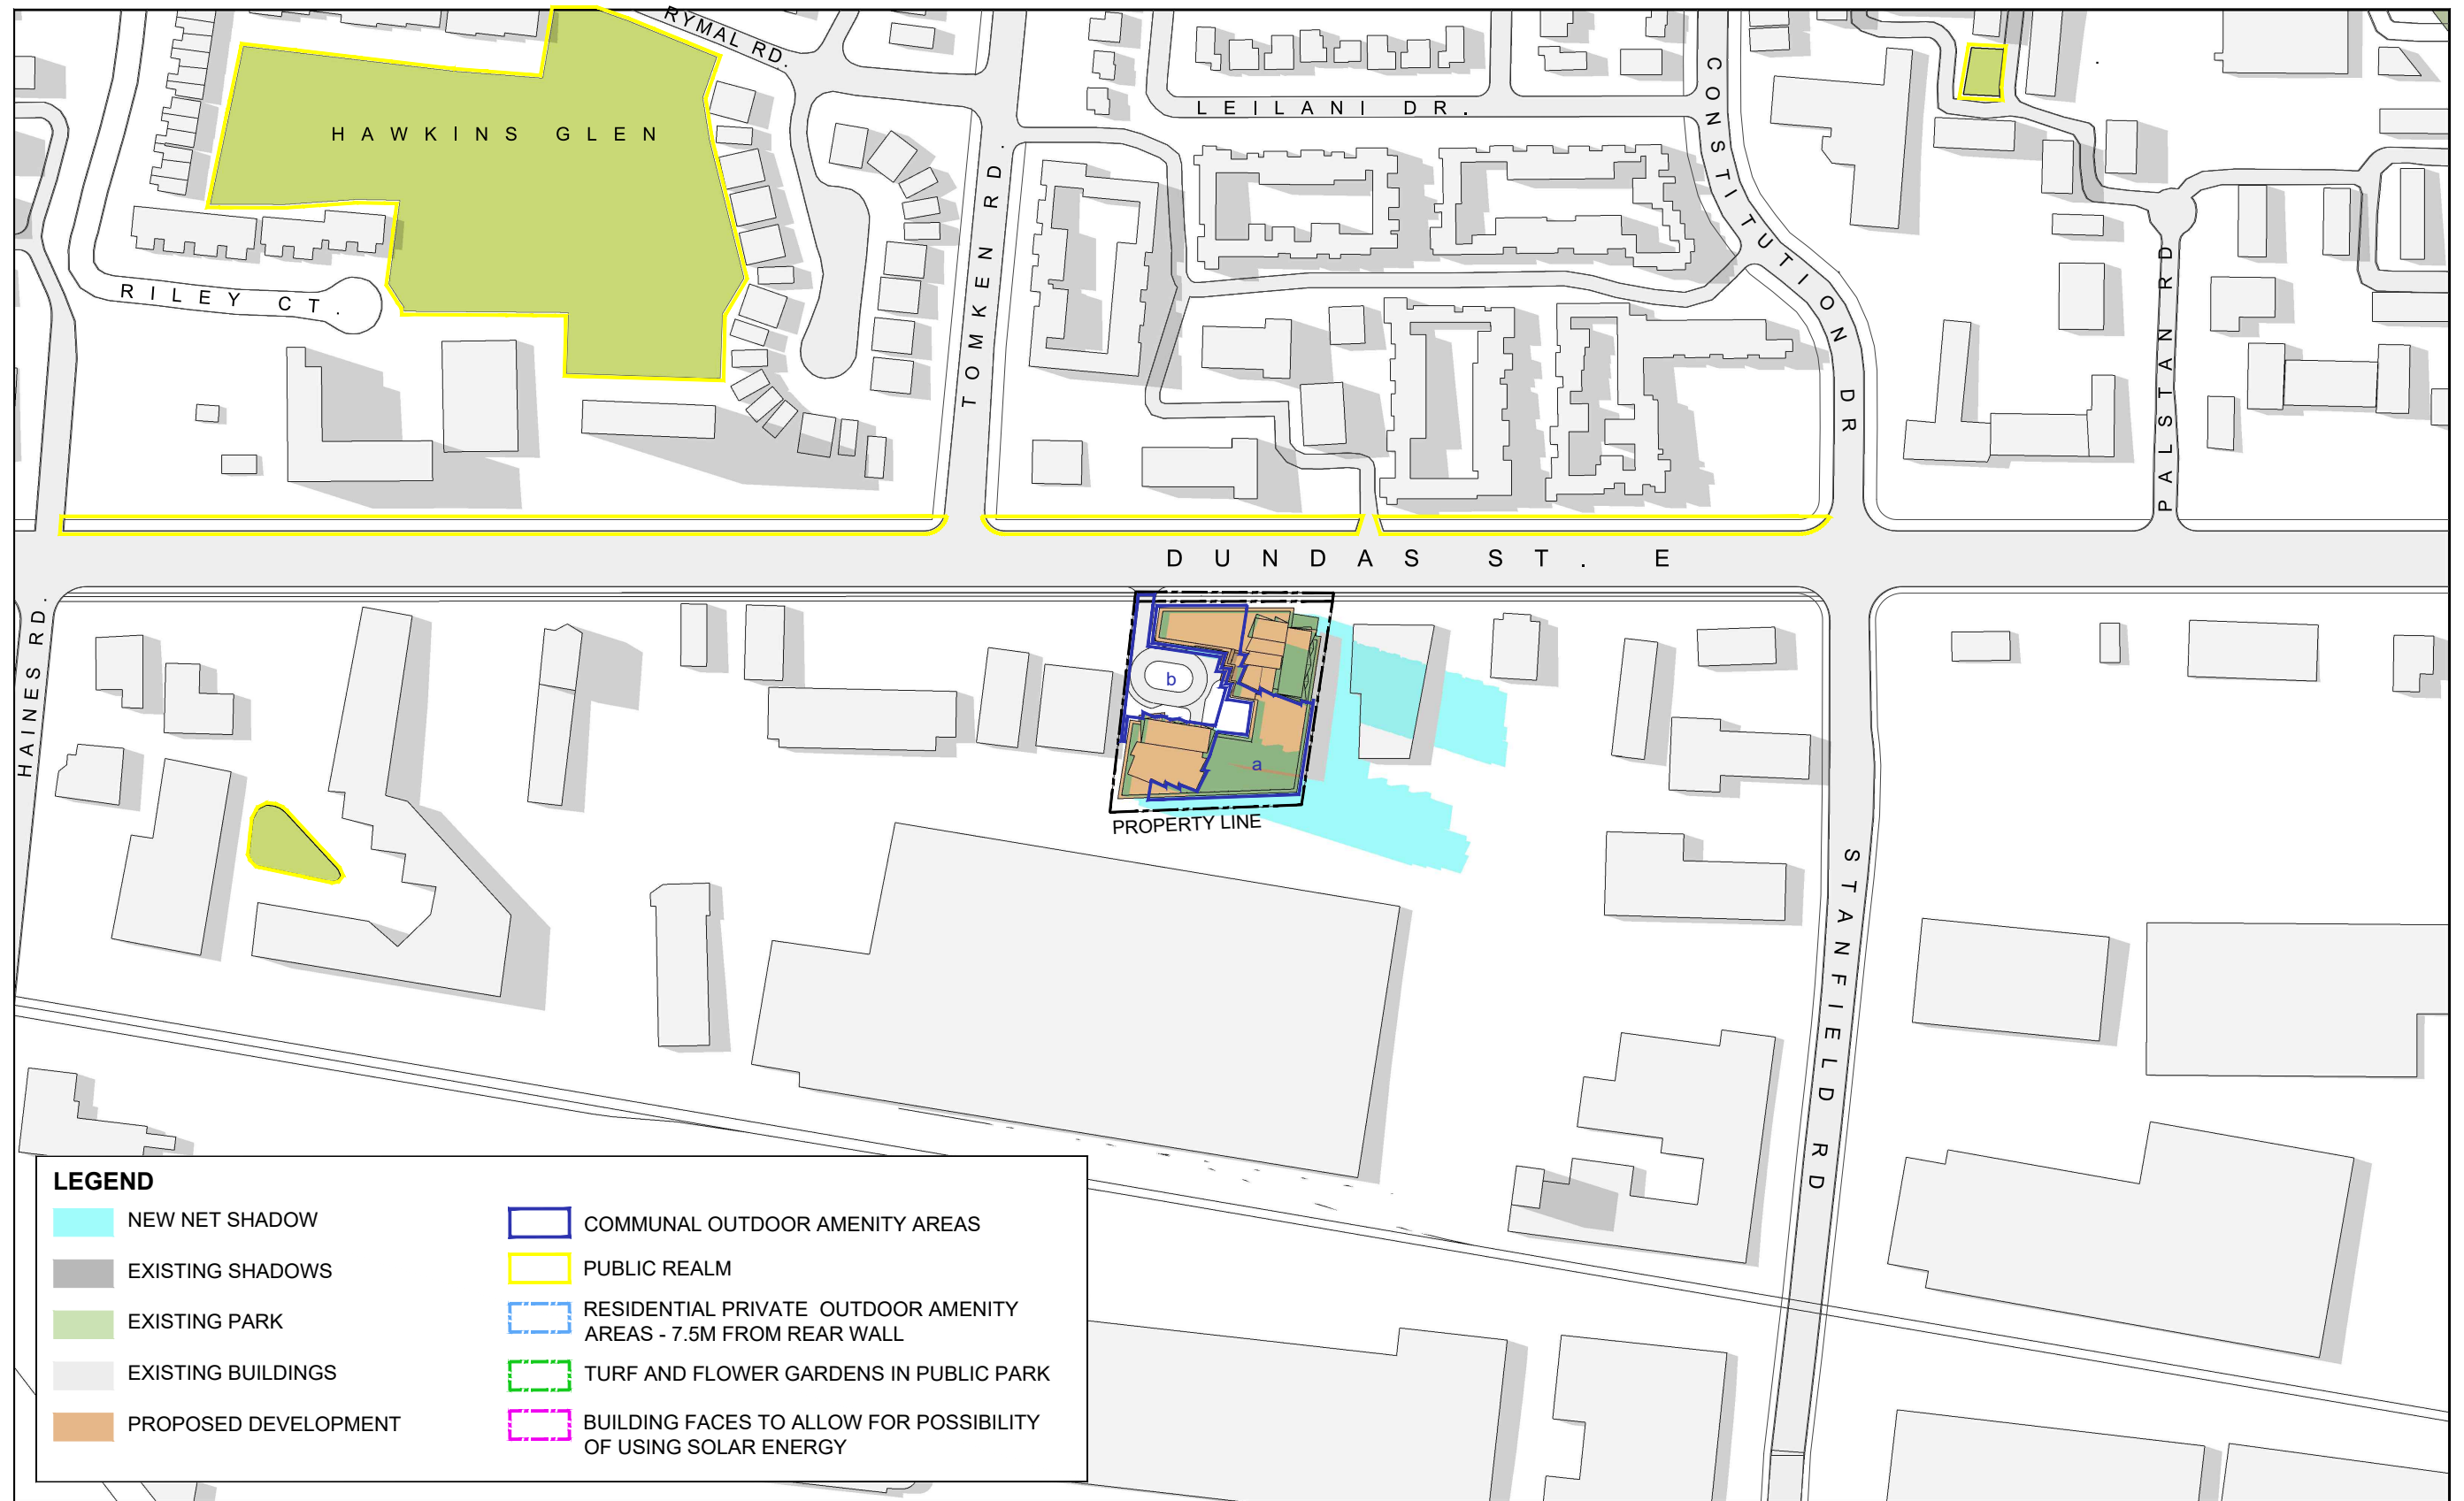 RYMAL RD.
HAWKINS GLEN
LEILANI DR.
CONSTITUTION DR
TOMKEN RD.
RILEY CT.
PALSTAN RD
DUNDAS ST. E
HAINES RD.
b
a
PROPERTY LINE
STANFIELD RD
LEGEND
NEW NET SHADOW
EXISTING SHADOWS
EXISTING PARK
EXISTING BUILDINGS
PROPOSED DEVELOPMENT
COMMUNAL OUTDOOR AMENITY AREAS
PUBLIC REALM
RESIDENTIAL PRIVATE OUTDOOR AMENITY
AREAS - 7.5M FROM REAR WALL
TURF AND FLOWER GARDENS IN PUBLIC PARK
BUILDING FACES TO ALLOW FOR POSSIBILITY
OF USING SOLAR ENERGY